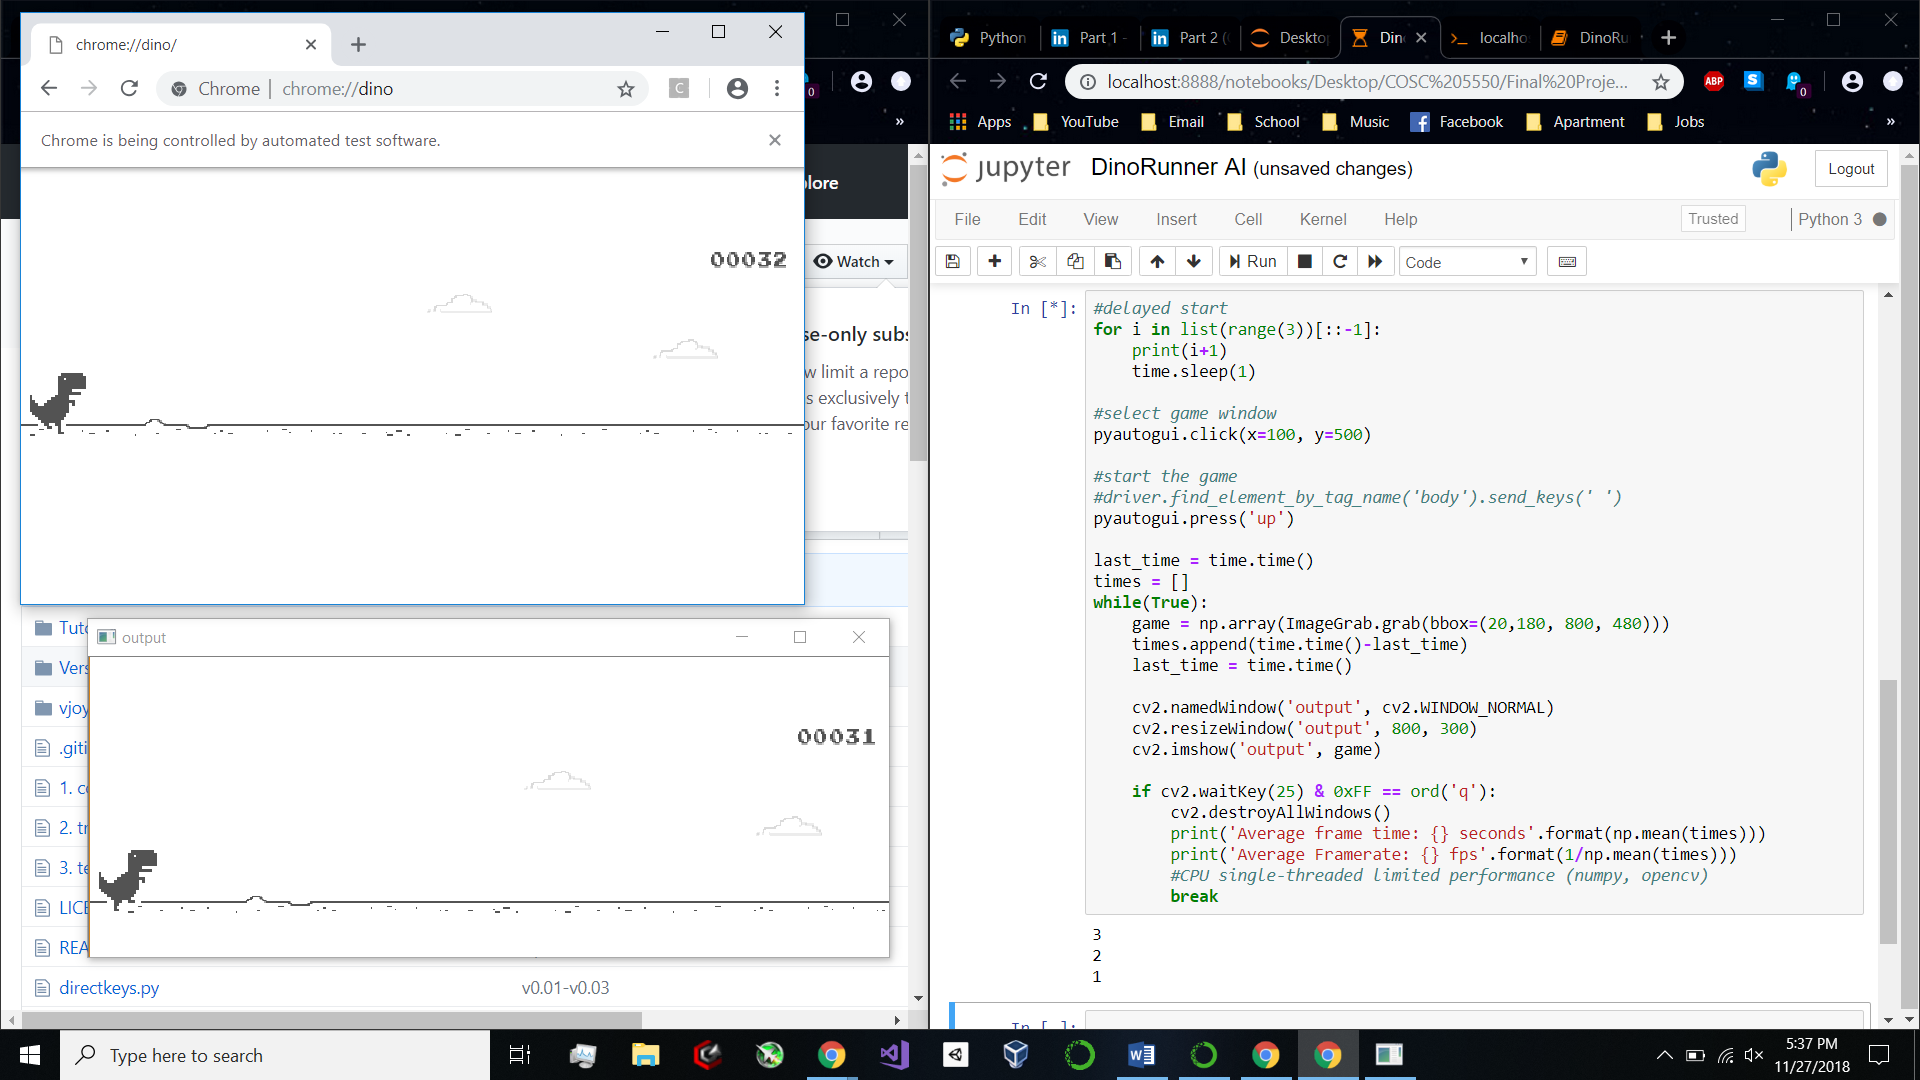 chrome://dino/
Chrome | chrome://dino
Chrome is being controlled by automated test software.
00032
0
»
plore
Watch
se-only subs
w limit a repo
s exclusively t
our favorite re
output
00031
Tuto
Vers
vjoy
.giti
1. co
2. tr
3. te
LICE
REA
directkeys.py v0.01-v0.03
Python
Part 1 -
Part 2 (
Deskto
Din
localho
DinoRu
localhost:8888/notebooks/Desktop/COSC%205550/Final%20Proje...
ABP
S
0
Apps YouTube Email School Music Facebook Apartment Jobs »
jupyter DinoRunner AI (unsaved changes)
Logout
File Edit View Insert Cell Kernel Help
Trusted Python 3
Run Code
In [*]:
#delayed start
for i in list(range(3))[::-1]:
    print(i+1)
    time.sleep(1)
#select game window
pyautogui.click(x=100, y=500)
#start the game
#driver.find_element_by_tag_name('body').send_keys(' ')
pyautogui.press('up')
last_time = time.time()
times = []
while(True):
    game = np.array(ImageGrab.grab(bbox=(20,180, 800, 480)))
    times.append(time.time()-last_time)
    last_time = time.time()
    cv2.namedWindow('output', cv2.WINDOW_NORMAL)
    cv2.resizeWindow('output', 800, 300)
    cv2.imshow('output', game)
    if cv2.waitKey(25) & 0xFF == ord('q'):
        cv2.destroyAllWindows()
        print('Average frame time: {} seconds'.format(np.mean(times)))
        print('Average Framerate: {} fps'.format(1/np.mean(times)))
        #CPU single-threaded limited performance (numpy, opencv)
        break
3
2
1
In [ ]:
Type here to search
5:37 PM
11/27/2018